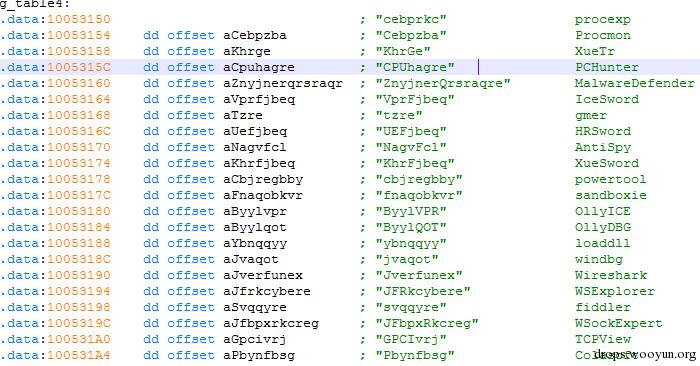 g_table4:
.data:10053150 ; "cebprkc" procexp
.data:10053154 dd offset aCebpzba ; "Cebpzba" Procmon
.data:10053158 dd offset aKhrge ; "KhrGe" XueTr
.data:1005315C dd offset aCpuhagre ; "CPUhagre" PCHunter
.data:10053160 dd offset aZnyjnerqrsraqr ; "ZnyjnerQrsraqre" MalwareDefender
.data:10053164 dd offset aVprfjbeq ; "VprFjbeq" IceSword
.data:10053168 dd offset aTzre ; "tzre" gmer
.data:1005316C dd offset aUefjbeq ; "UEFjbeq" HRSword
.data:10053170 dd offset aNagvfcl ; "NagvFcl" AntiSpy
.data:10053174 dd offset aKhrfjbeq ; "KhrFjbeq" XueSword
.data:10053178 dd offset aCbjregbby ; "cbjregbby" powertool
.data:1005317C dd offset aFnaqobkvr ; "fnaqobkvr" sandboxie
.data:10053180 dd offset aByylvpr ; "ByylVPR" OllyICE
.data:10053184 dd offset aByylqot ; "ByylQOT" OllyDBG
.data:10053188 dd offset aYbnqqyy ; "ybnqqyy" loaddll
.data:1005318C dd offset aJvaqot ; "jvaqot" windbg
.data:10053190 dd offset aJverfunex ; "Jverfunex" Wireshark
.data:10053194 dd offset aJfrkcybere ; "JFRkcybere" WSExplorer
.data:10053198 dd offset aSvqqyre ; "svqqyre" fiddler
.data:1005319C dd offset aJfbpxrkcreg ; "JFbpxRkcreg" WSockExpert
.data:100531A0 dd offset aGpcivrj ; "GPCIvrj" TCPView
.data:100531A4 dd offset aPbynfbsg ; "Pbynfbsg"
drops.wooyun.org